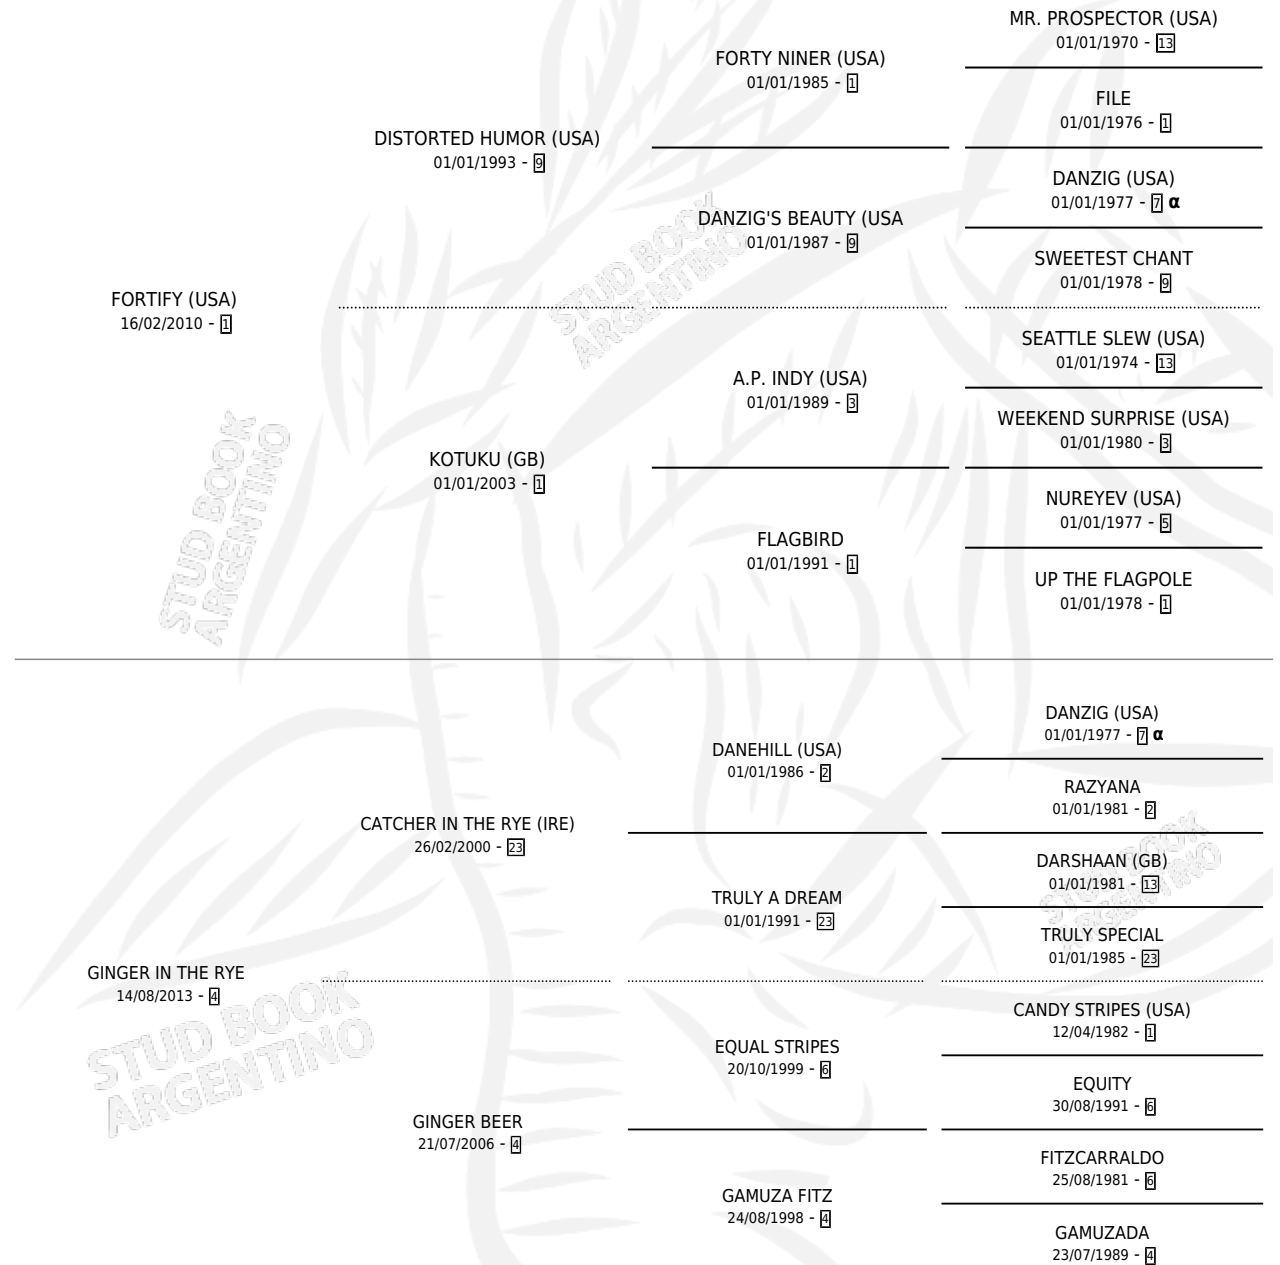 MR. PROSPECTOR (USA)
01/01/1970 - 13
FORTY NINER (USA)
01/01/1985 - 1
FILE
01/01/1976 - 1
DISTORTED HUMOR (USA)
01/01/1993 - 9
DANZIG (USA)
01/01/1977 - 7 α
DANZIG'S BEAUTY (USA
01/01/1987 - 9
SWEETEST CHANT
01/01/1978 - 9
FORTIFY (USA)
16/02/2010 - 1
SEATTLE SLEW (USA)
01/01/1974 - 13
A.P. INDY (USA)
01/01/1989 - 3
WEEKEND SURPRISE (USA)
01/01/1980 - 3
KOTUKU (GB)
01/01/2003 - 1
NUREYEV (USA)
01/01/1977 - 5
FLAGBIRD
01/01/1991 - 1
UP THE FLAGPOLE
01/01/1978 - 1
DANZIG (USA)
01/01/1977 - 7 α
DANEHILL (USA)
01/01/1986 - 2
RAZYANA
01/01/1981 - 2
CATCHER IN THE RYE (IRE)
26/02/2000 - 23
DARSHAAN (GB)
01/01/1981 - 13
TRULY A DREAM
01/01/1991 - 23
TRULY SPECIAL
01/01/1985 - 23
GINGER IN THE RYE
14/08/2013 - 4
CANDY STRIPES (USA)
12/04/1982 - 1
EQUAL STRIPES
20/10/1999 - 6
EQUITY
30/08/1991 - 6
GINGER BEER
21/07/2006 - 4
FITZCARRALDO
25/08/1981 - 6
GAMUZA FITZ
24/08/1998 - 4
GAMUZADA
23/07/1989 - 4
STUD BOOK
ARGENTINO
STUD BOOK
ARGENTINO
STUD BOOK
ARGENTINO
STUD BOOK
ARGENTINO